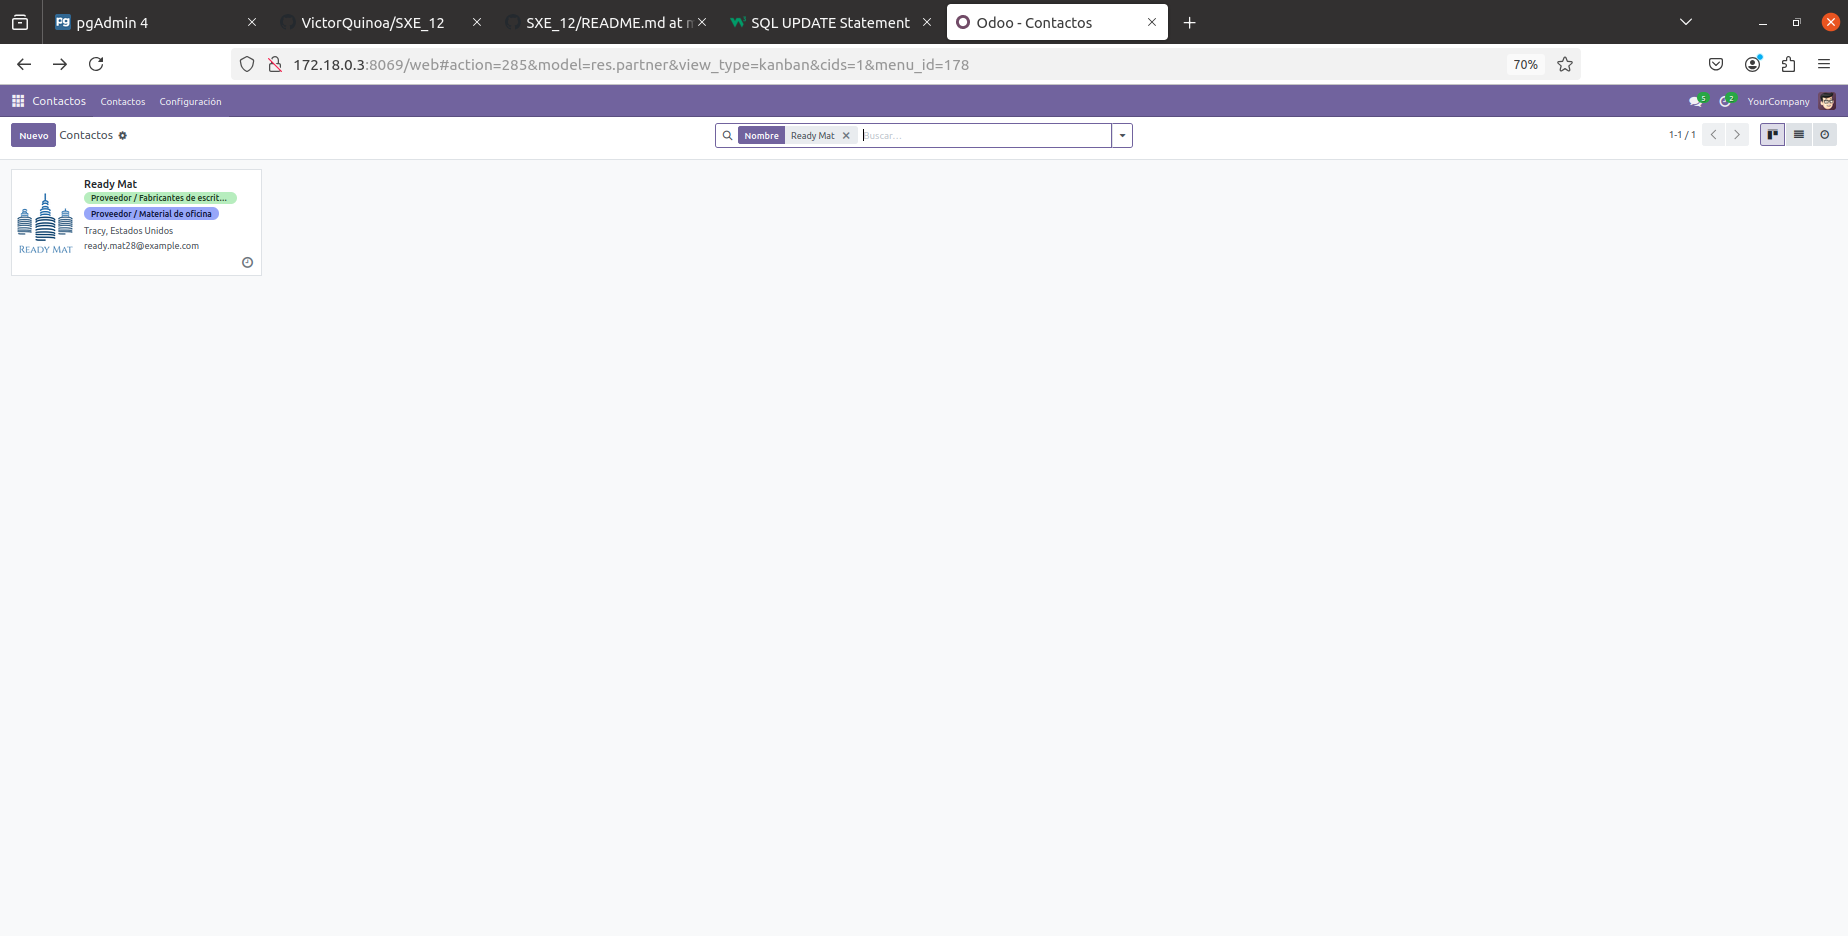 pgAdmin 4
VictorQuinoa/SXE_12
SXE_12/README.md at
SQL UPDATE Statement
Odoo - Contactos
172.18.0.3:8069/web#action=285&model=res.partner&view_type=kanban&cids=1&menu_id=178
70%
Contactos Contactos Configuración
5 2 YourCompany
Nuevo Contactos
Nombre Ready Mat Buscar...
1-1 / 1
Ready Mat
Proveedor / Fabricantes de escrit...
Proveedor / Material de oficina
Tracy, Estados Unidos
ready.mat28@example.com
READY MAT